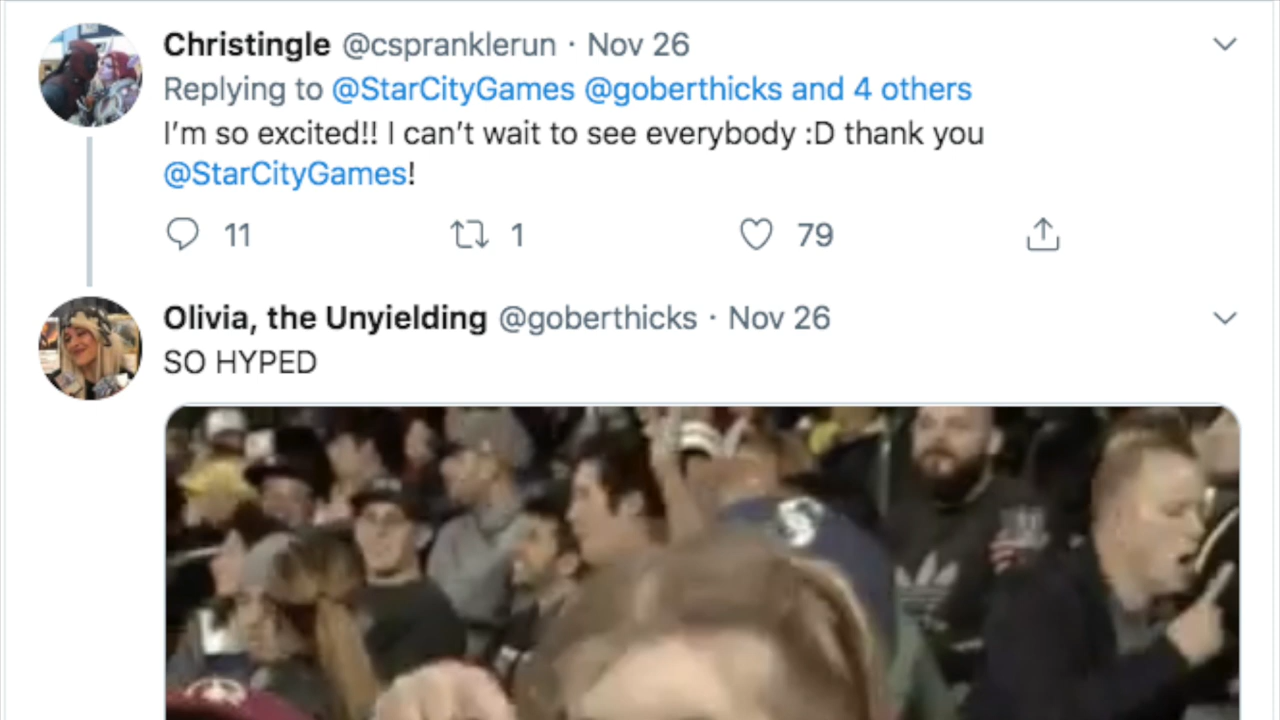 Christingle @cspranklerun · Nov 26
Replying to @StarCityGames @goberthicks and 4 others
I'm so excited!! I can't wait to see everybody :D thank you
@StarCityGames!
11 1 79
Olivia, the Unyielding @goberthicks · Nov 26
SO HYPED